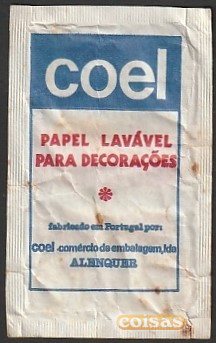 coel
PAPEL LAVÁVEL
PARA DECORAÇÕES
*
fabricado em Portugal por:
coel-comércio de embalagem, lda
ALENQUER
coisas